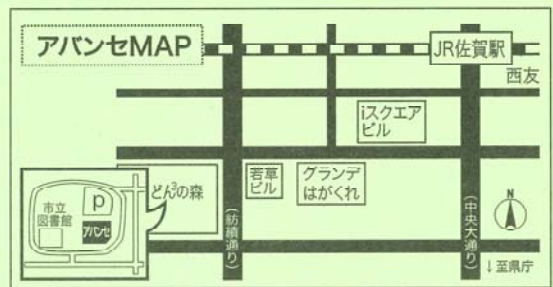 アバンセMAP
JR佐賀駅
西友
iスクエア
ビル
若草
ビル
グランデ
はがくれ
どん³の森
市立
図書館
P
アバンセ
(紡績通り)
(中央大通り)
N
↓至県庁